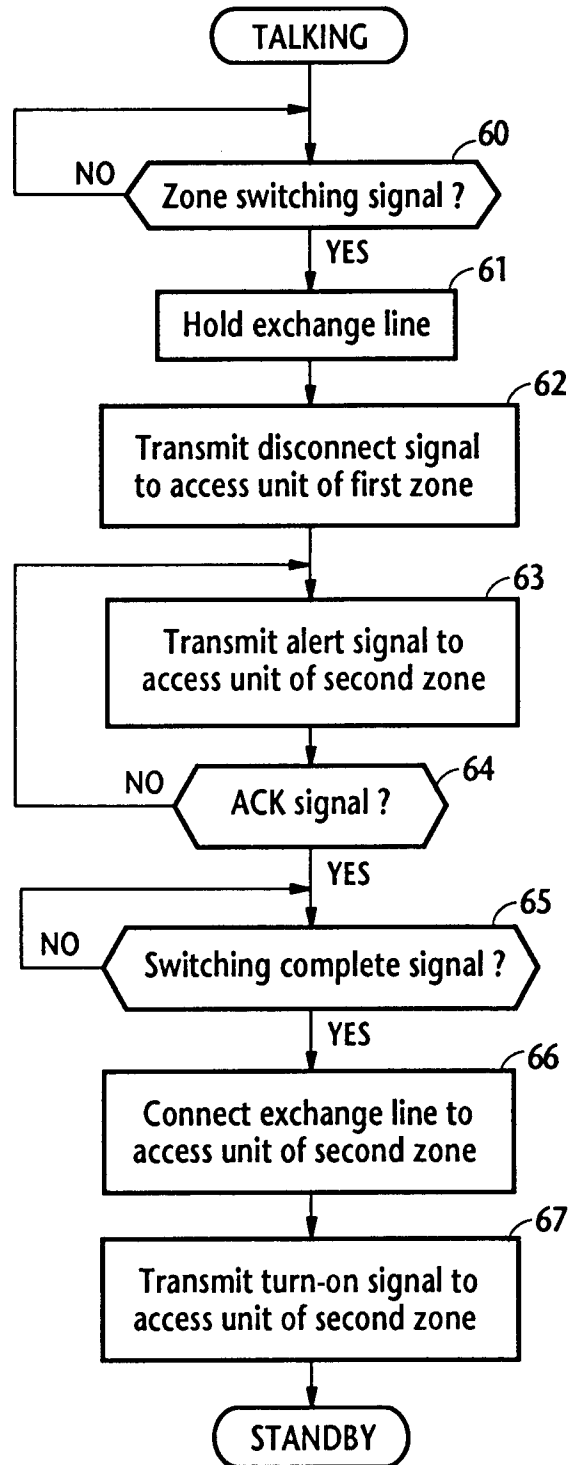 TALKING
60
NO
Zone switching signal ?
YES
61
Hold exchange line
62
Transmit disconnect signal
to access unit of first zone
63
Transmit alert signal to
access unit of second zone
NO
64
ACK signal ?
YES
65
NO
Switching complete signal ?
YES
66
Connect exchange line to
access unit of second zone
67
Transmit turn-on signal to
access unit of second zone
STANDBY